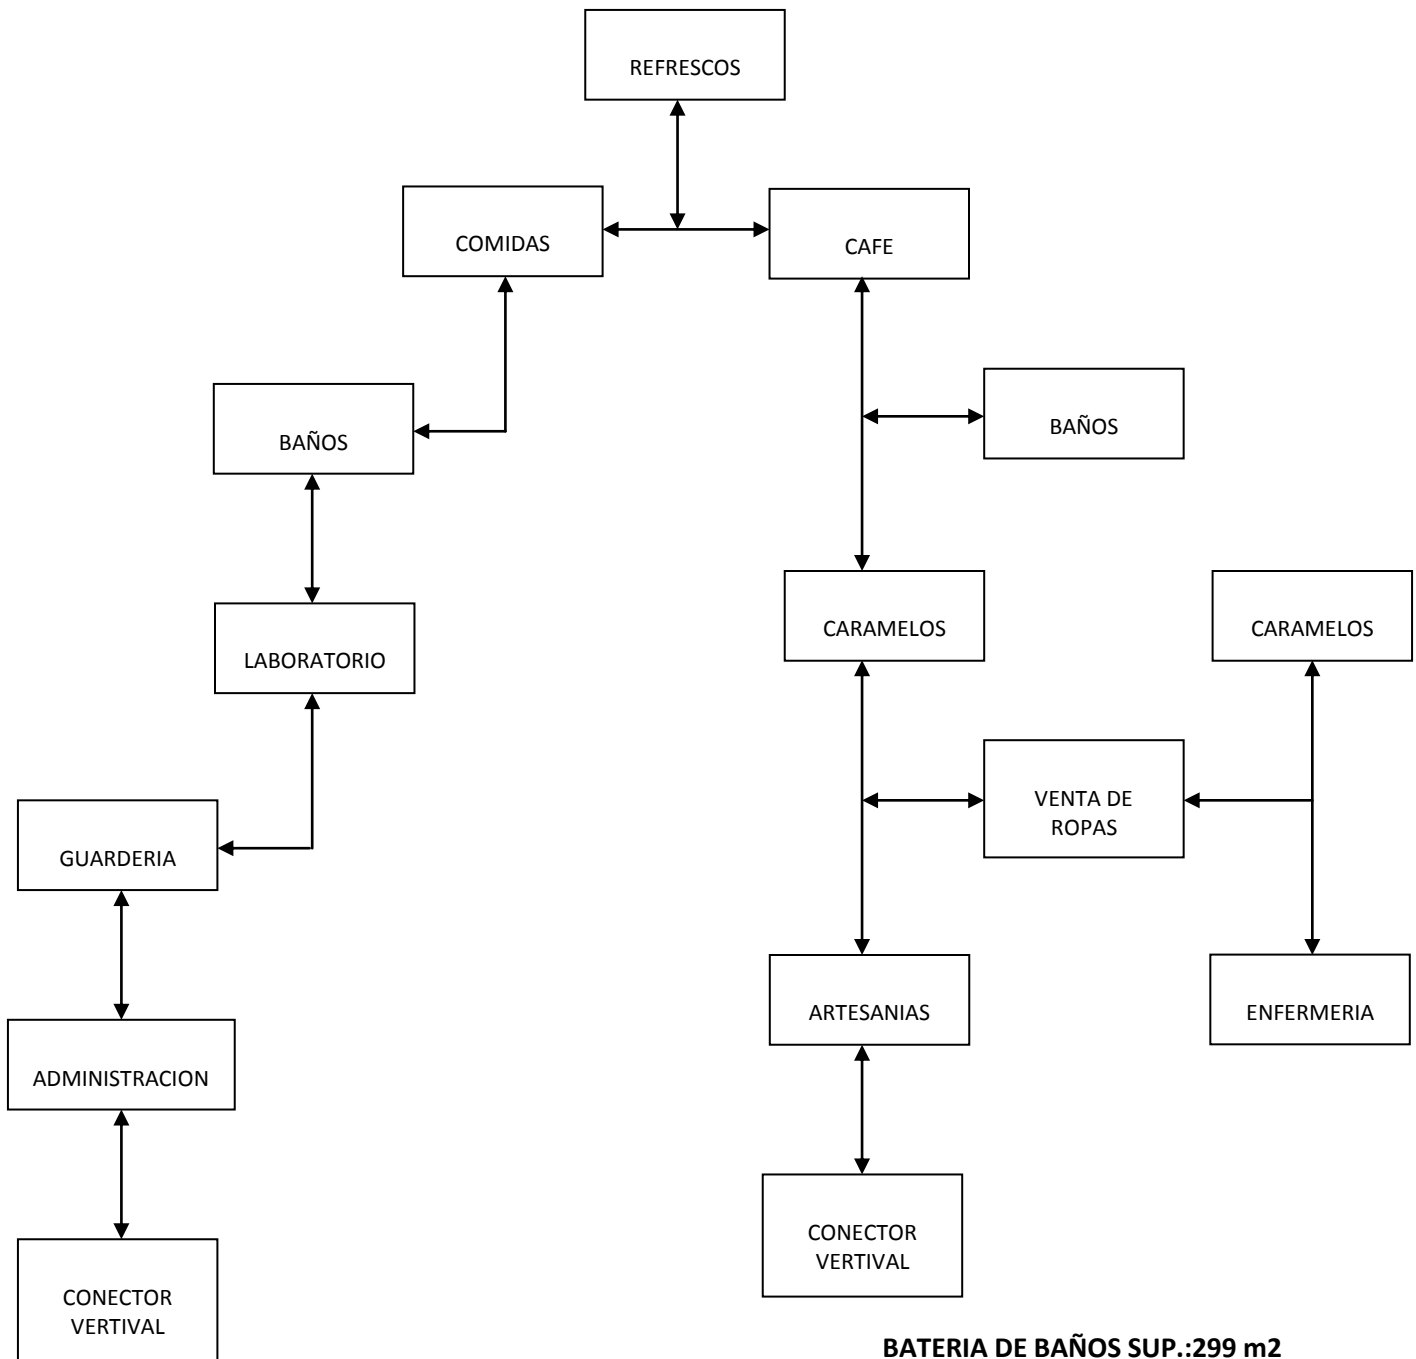 REFRESCOS
COMIDAS
CAFE
BAÑOS
BAÑOS
CARAMELOS
CARAMELOS
LABORATORIO
VENTA DE
ROPAS
GUARDERIA
ARTESANIAS
ENFERMERIA
ADMINISTRACION
CONECTOR
VERTIVAL
CONECTOR
VERTIVAL
BATERIA DE BAÑOS SUP.:299 m2